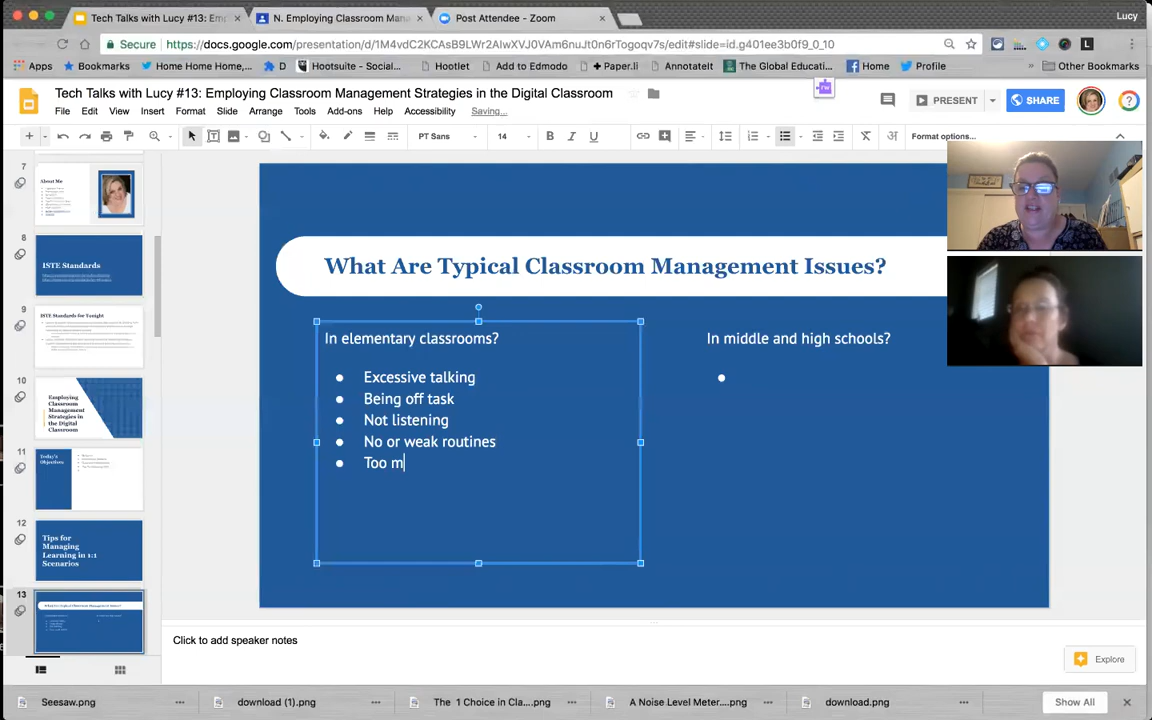 Tech Talks with Lucy #13: Em
N. Employing Classroom Man
Post Attendee - Zoom
Lucy
Secure
https://docs.google.com/presentation/d/1M4vdC2KCAsB9LWr2AIwXVJ0VAm6nuJt0n6rTogoqv7s/edit#slide=id.g401ee3b0f9_0_10
Apps
Bookmarks
Home Home Home,...
D
Hootsuite - Social...
Hootlet
Add to Edmodo
+ Paper.li
AnnotateIt
The Global Educati...
Home
Profile
»
Other Bookmarks
Tech Talks with Lucy #13: Employing Classroom Management Strategies in the Digital Classroom
File Edit View Insert Format Slide Arrange Tools Add-ons Help Accessibility Saving...
PRESENT
SHARE
PT Sans
14
B I U
Format options...
7
About Me
8
ISTE Standards
9
ISTE Standards for Tonight
10
Employing
Classroom
Management
Strategies in
the Digital
Classroom
11
Today's
Objectives
12
Tips for
Managing
Learning in 1:1
Scenarios
13
What Are Typical Classroom Management Issues?
What Are Typical Classroom Management Issues?
In elementary classrooms?
● Excessive talking
● Being off task
● Not listening
● No or weak routines
● Too m
In middle and high schools?
●
Click to add speaker notes
Explore
Seesaw.png
download (1).png
The 1 Choice in Cla....png
A Noise Level Meter....png
download.png
Show All